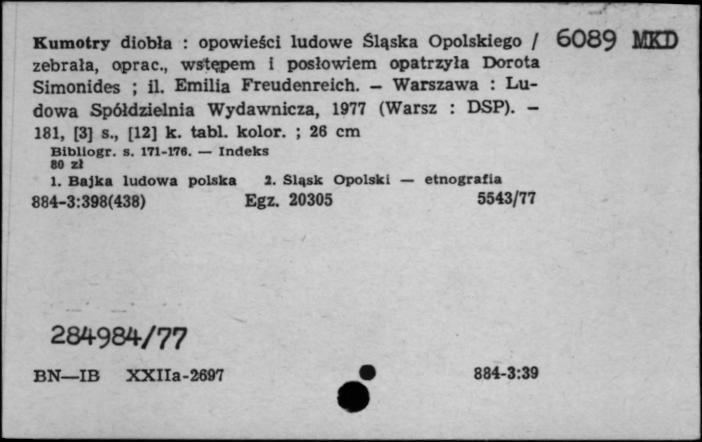 Kumotry diobła : opowieści ludowe Śląska Opolskiego / 6089 MKD
zebrała, oprac., wstępem i posłowiem opatrzyła Dorota
Simonides ; il. Emilia Freudenreich. — Warszawa : Lu-
dowa Spółdzielnia Wydawnicza, 1977 (Warsz : DSP). —
181, [3] s., [12] k. tabl. kolor. ; 26 cm
Bibliogr. s. 171-176. — Indeks
80 zł
1. Bajka ludowa polska 2. Śląsk Opolski — etnografia
884-3:398(438) Egz. 20305 5543/77
284984/77
BN—IB XXIIa-2697 884-3:39